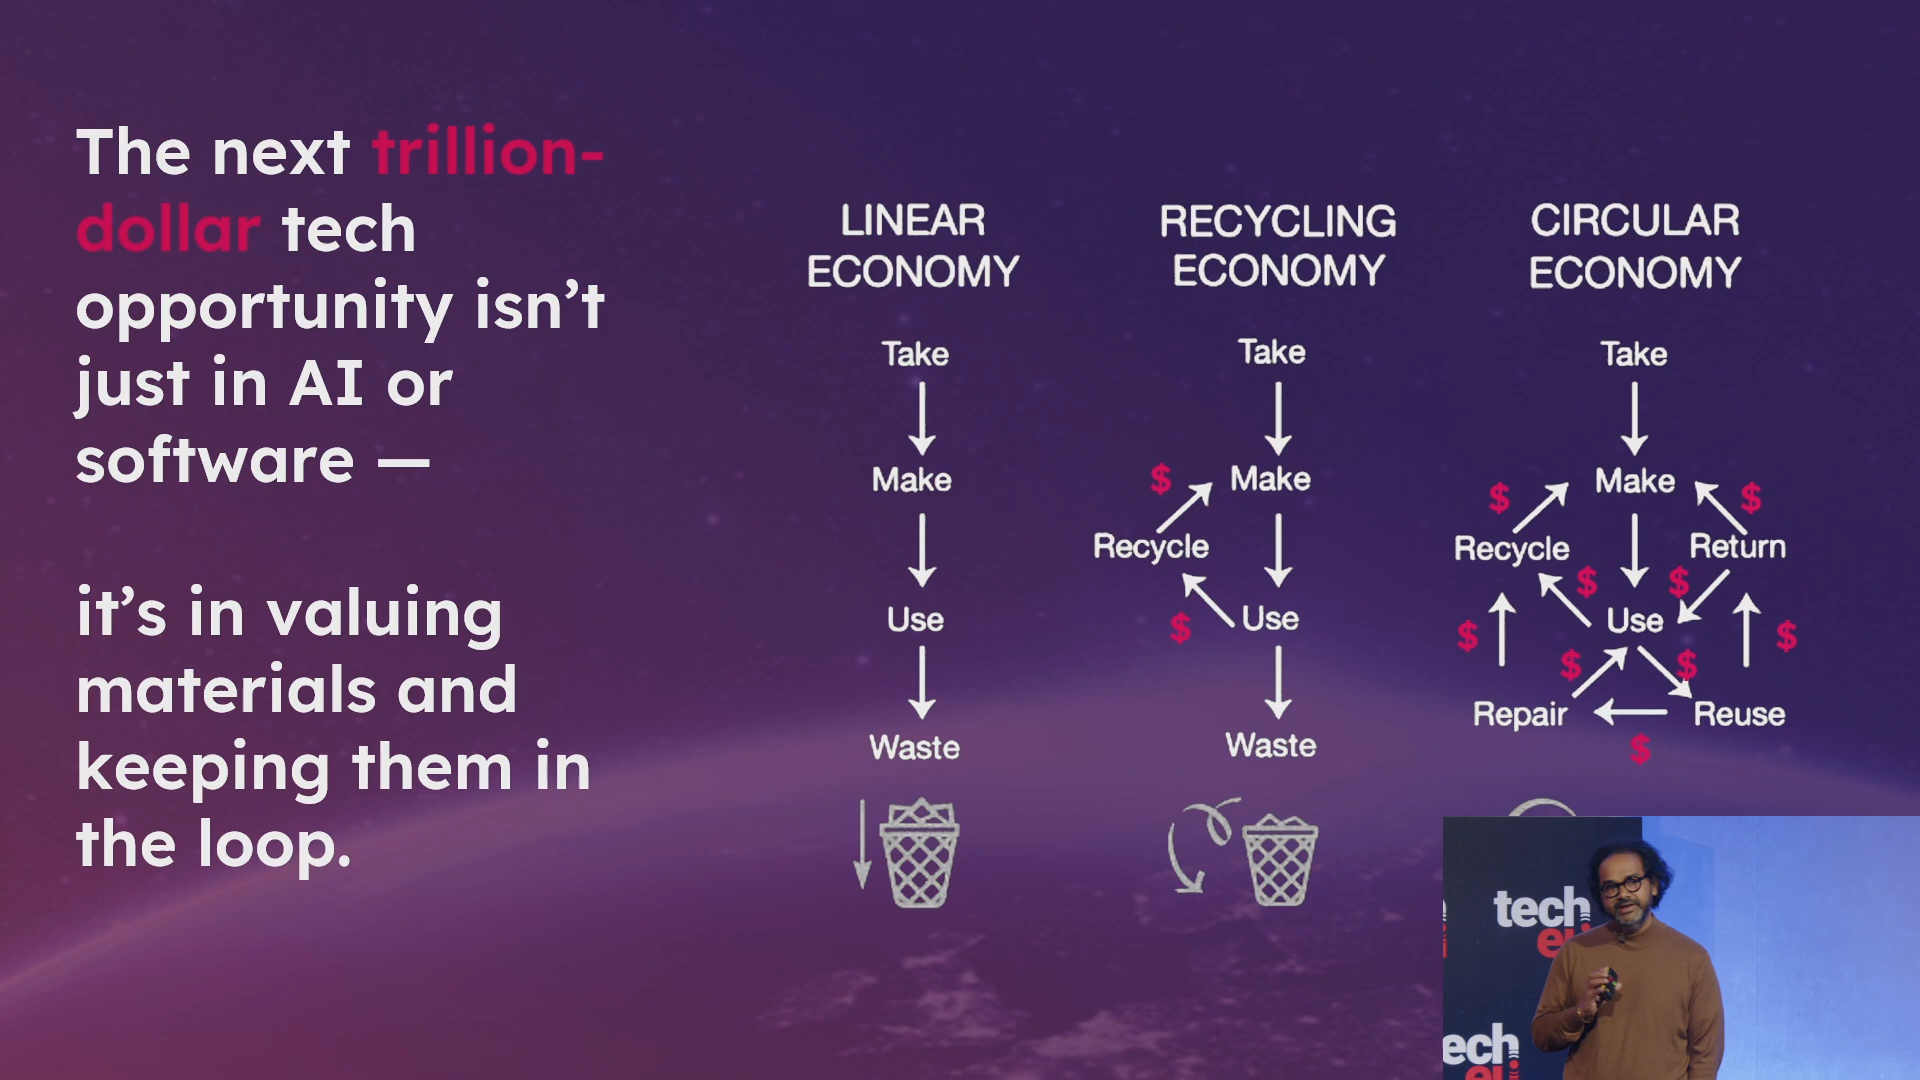 The next trillion-
dollar tech
opportunity isn’t
just in AI or
software —
it’s in valuing
materials and
keeping them in
the loop.
LINEAR
ECONOMY
Take
Make
Use
Waste
RECYCLING
ECONOMY
Take
$ Make
Recycle
$ Use
Waste
CIRCULAR
ECONOMY
Take
Make
$ $
Recycle Return
$ $
Use
$ $
$ $
Repair Reuse
$
tech
eu
ech